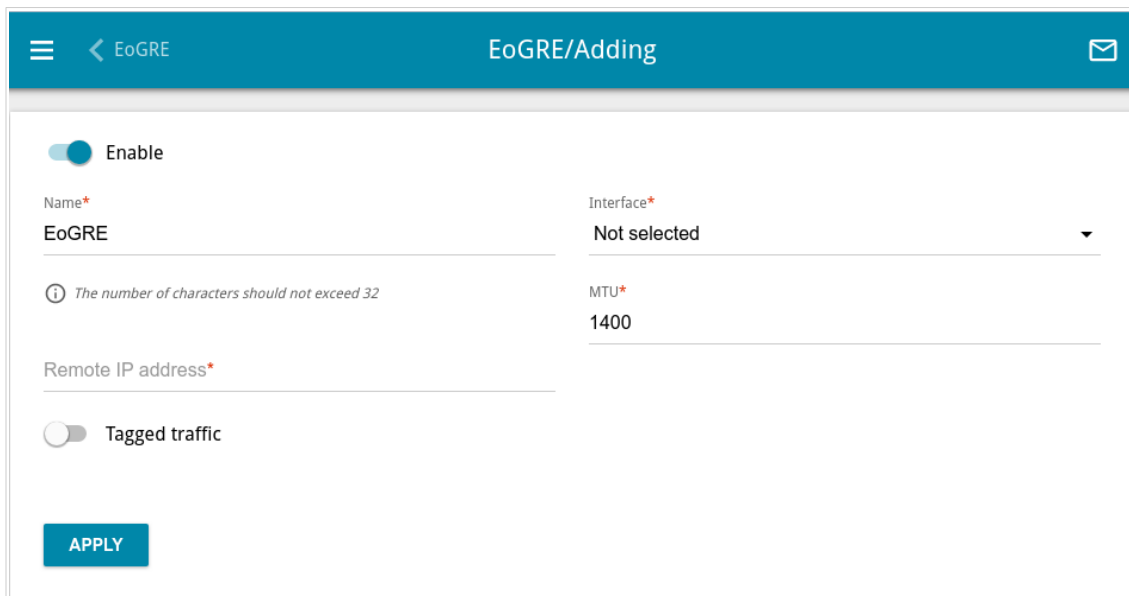 EoGRE
EoGRE/Adding
Enable
Name*
EoGRE
The number of characters should not exceed 32
Remote IP address*
Tagged traffic
Interface*
Not selected
MTU*
1400
APPLY